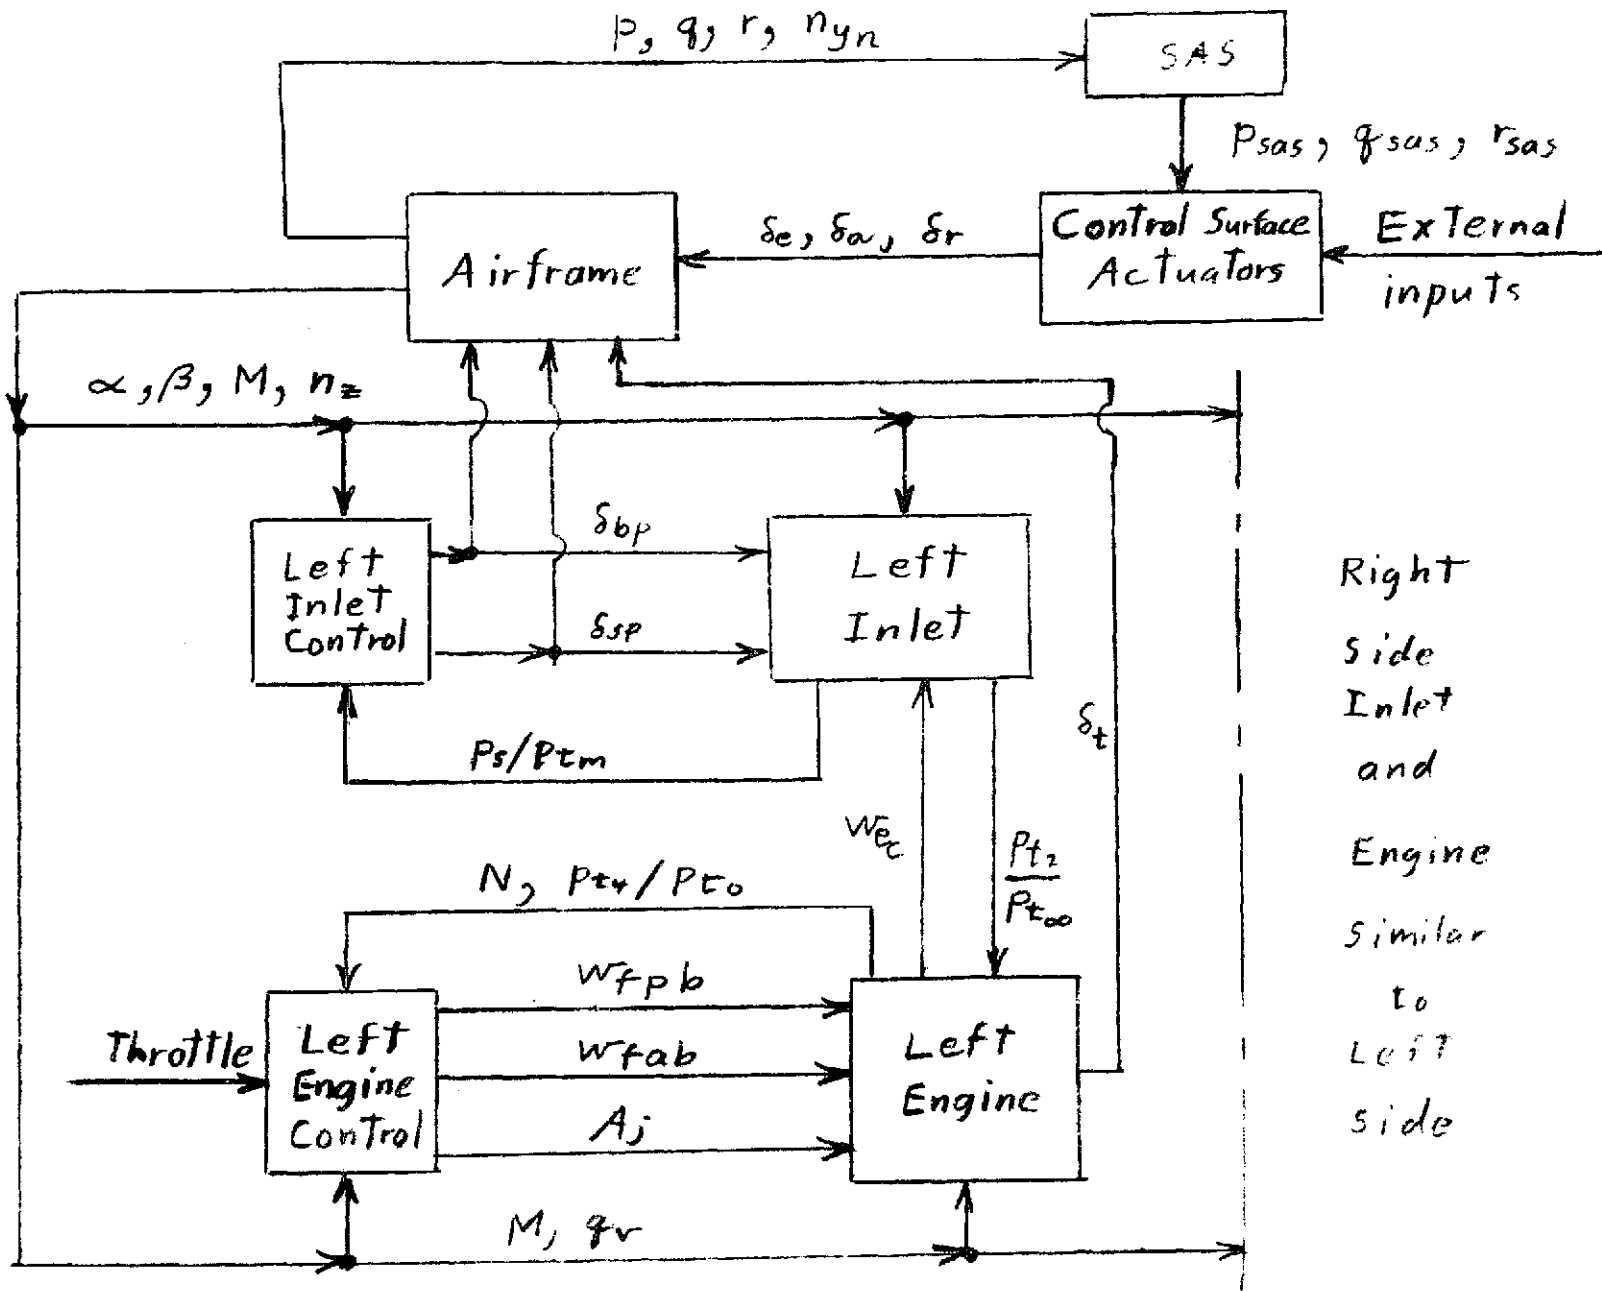 p, q, r, nyn
SAS
psas, qsas, rsas
Airframe
δe, δa, δr
Control Surface
Actuators
External
inputs
α, β, M, nz
Left
Inlet
Control
δbp
δsp
Left
Inlet
Ps/Ptm
δt
wec
Pt2
Pt∞
Right
Side
Inlet
and
Engine
Similar
to
Left
Side
N, Pt4/Pto
Throttle
Left
Engine
Control
wfpb
wfab
Aj
Left
Engine
M, qv